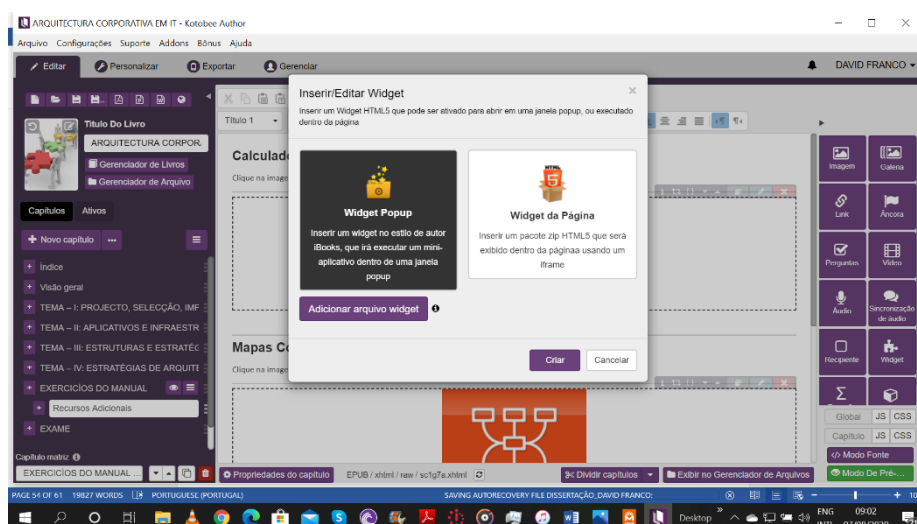 ARQUITECTURA CORPORATIVA EM IT - Kotobee Author
Arquivo Configurações Suporte Addons Bônus Ajuda
Editar Personalizar Exportar Gerenciar DAVID FRANCO
Título 1
Titulo Do Livro
ARQUITECTURA CORPOR.
Gerenciador de Livros
Gerenciador de Arquivo
Capítulos Ativos
+ Novo capítulo ...
Índice
Visão geral
TEMA – I: PROJECTO, SELECÇÃO, IMF
TEMA – II: APLICATIVOS E INFRAESTR
TEMA – III: ESTRUTURAS E ESTRATÉG
TEMA – IV: ESTRATÉGIAS DE ARQUITE
EXERCICÍOS DO MANUAL
Recursos Adicionais
EXAME
Capítulo matriz
EXERCICÍOS DO MANUAL ...
Calculad
Clique na image
Mapas Co
Clique na image
Inserir/Editar Widget
Inserir um Widget HTML5 que pode ser ativado para abrir em uma janela popup, ou executado
dentro da página
Widget Popup
Inserir um widget no estilo de autor
iBooks, que irá executar um mini-
aplicativo dentro de uma janela
popup
HTML
5
Widget da Página
Inserir um pacote zip HTML5 que será
exibido dentro da páginaa usando um
iframe
Adicionar arquivo widget
Criar Cancelar
Imagem Galeria
Link Âncora
Perguntas Vídeo
Áudio Sincronização
de áudio
Recipiente Widget
Global JS CSS
Capítulo JS CSS
</> Modo Fonte
Modo De Pré-...
Propriedades do capítulo EPUB / xhtml / raw / sc1g7a.xhtml Dividir capítulos Exibir no Gerenciador de Arquivos
PAGE 54 OF 61 19827 WORDS PORTUGUESE (PORTUGAL) SAVING AUTORECOVERY FILE DISSERTAÇÃO_DAVID FRANCO:
Desktop ENG 09:02